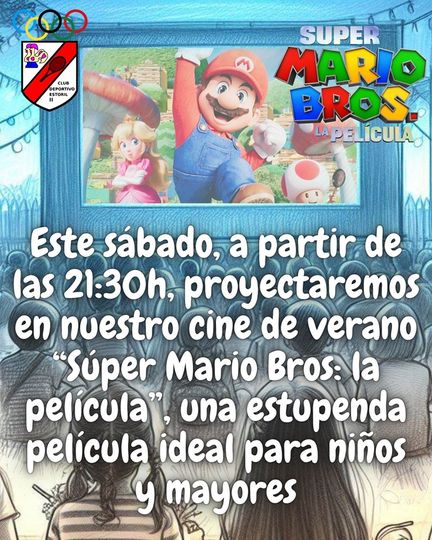 CLUB
DEPORTIVO
ESTORIL
II
SUPER
MARIO
BROS.
LA PELÍCULA
Este sábado, a partir de
las 21:30h, proyectaremos
en nuestro cine de verano
“Súper Mario Bros: la
película”, una estupenda
película ideal para niños
y mayores